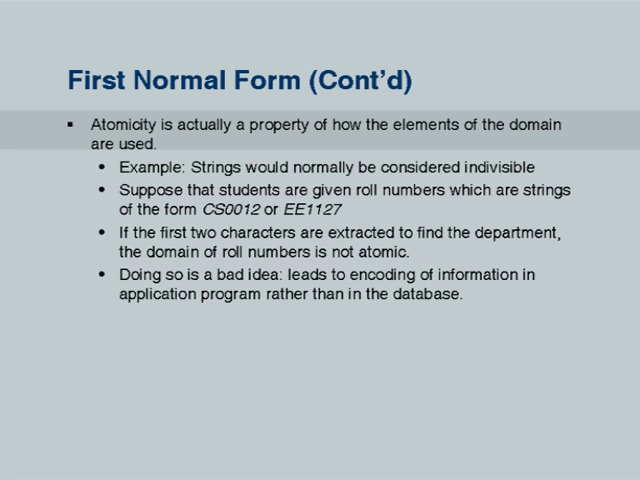 First Normal Form (Cont'd)
▪ Atomicity is actually a property of how the elements of the domain
are used.
• Example: Strings would normally be considered indivisible
• Suppose that students are given roll numbers which are strings
of the form CS0012 or EE1127
• If the first two characters are extracted to find the department,
the domain of roll numbers is not atomic.
• Doing so is a bad idea: leads to encoding of information in
application program rather than in the database.